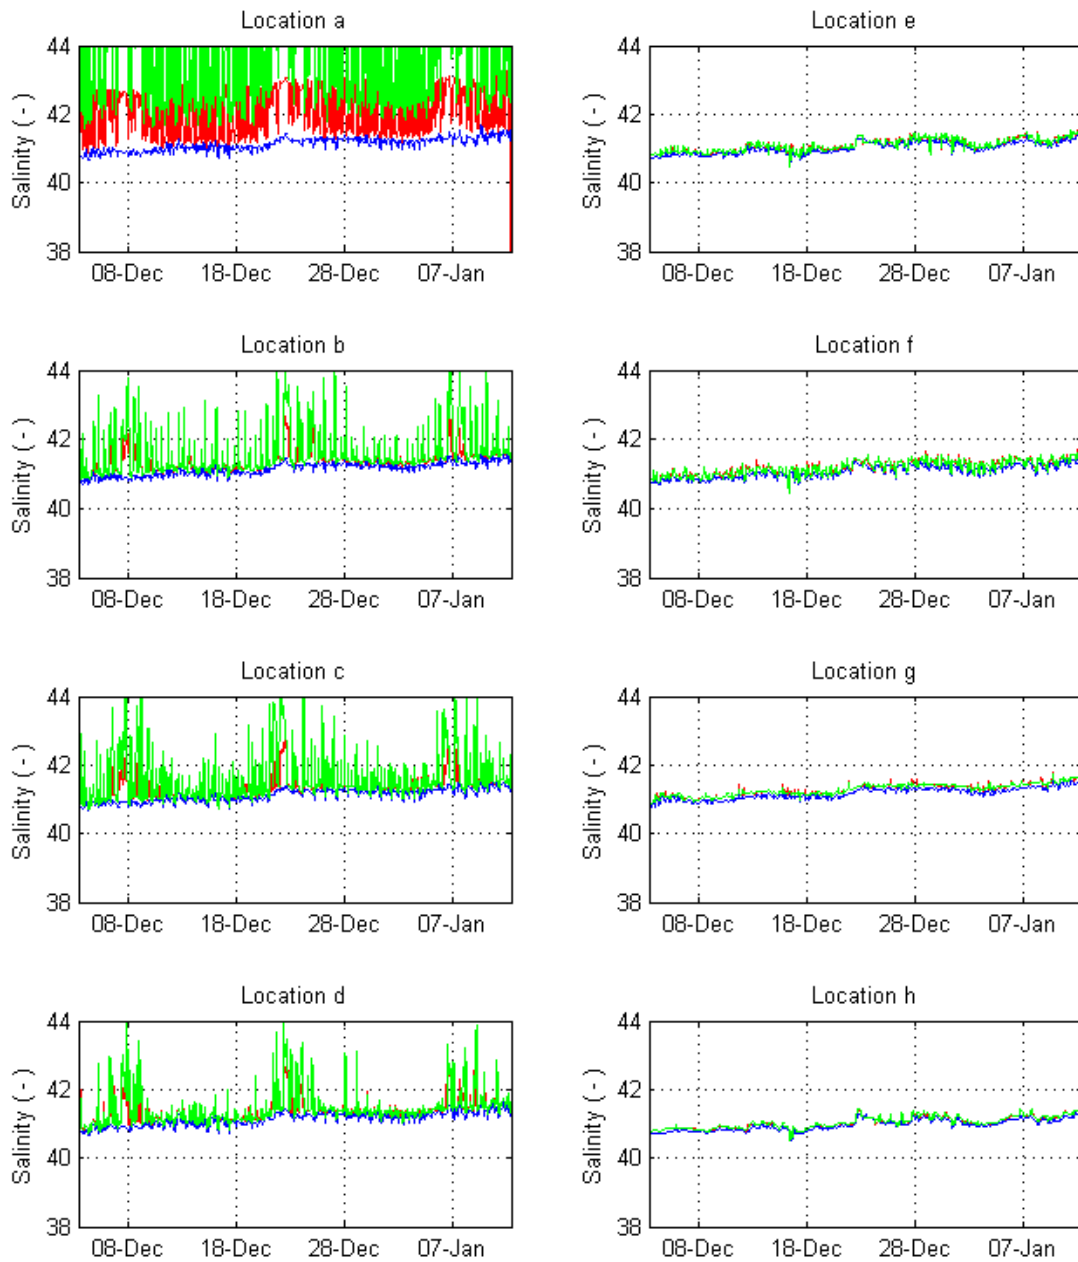 Location a
44
42
40
38
Salinity ( - )
08-Dec 18-Dec 28-Dec 07-Jan
Location e
44
42
40
38
Salinity ( - )
08-Dec 18-Dec 28-Dec 07-Jan
Location b
44
42
40
38
Salinity ( - )
08-Dec 18-Dec 28-Dec 07-Jan
Location f
44
42
40
38
Salinity ( - )
08-Dec 18-Dec 28-Dec 07-Jan
Location c
44
42
40
38
Salinity ( - )
08-Dec 18-Dec 28-Dec 07-Jan
Location g
44
42
40
38
Salinity ( - )
08-Dec 18-Dec 28-Dec 07-Jan
Location d
44
42
40
38
Salinity ( - )
08-Dec 18-Dec 28-Dec 07-Jan
Location h
44
42
40
38
Salinity ( - )
08-Dec 18-Dec 28-Dec 07-Jan